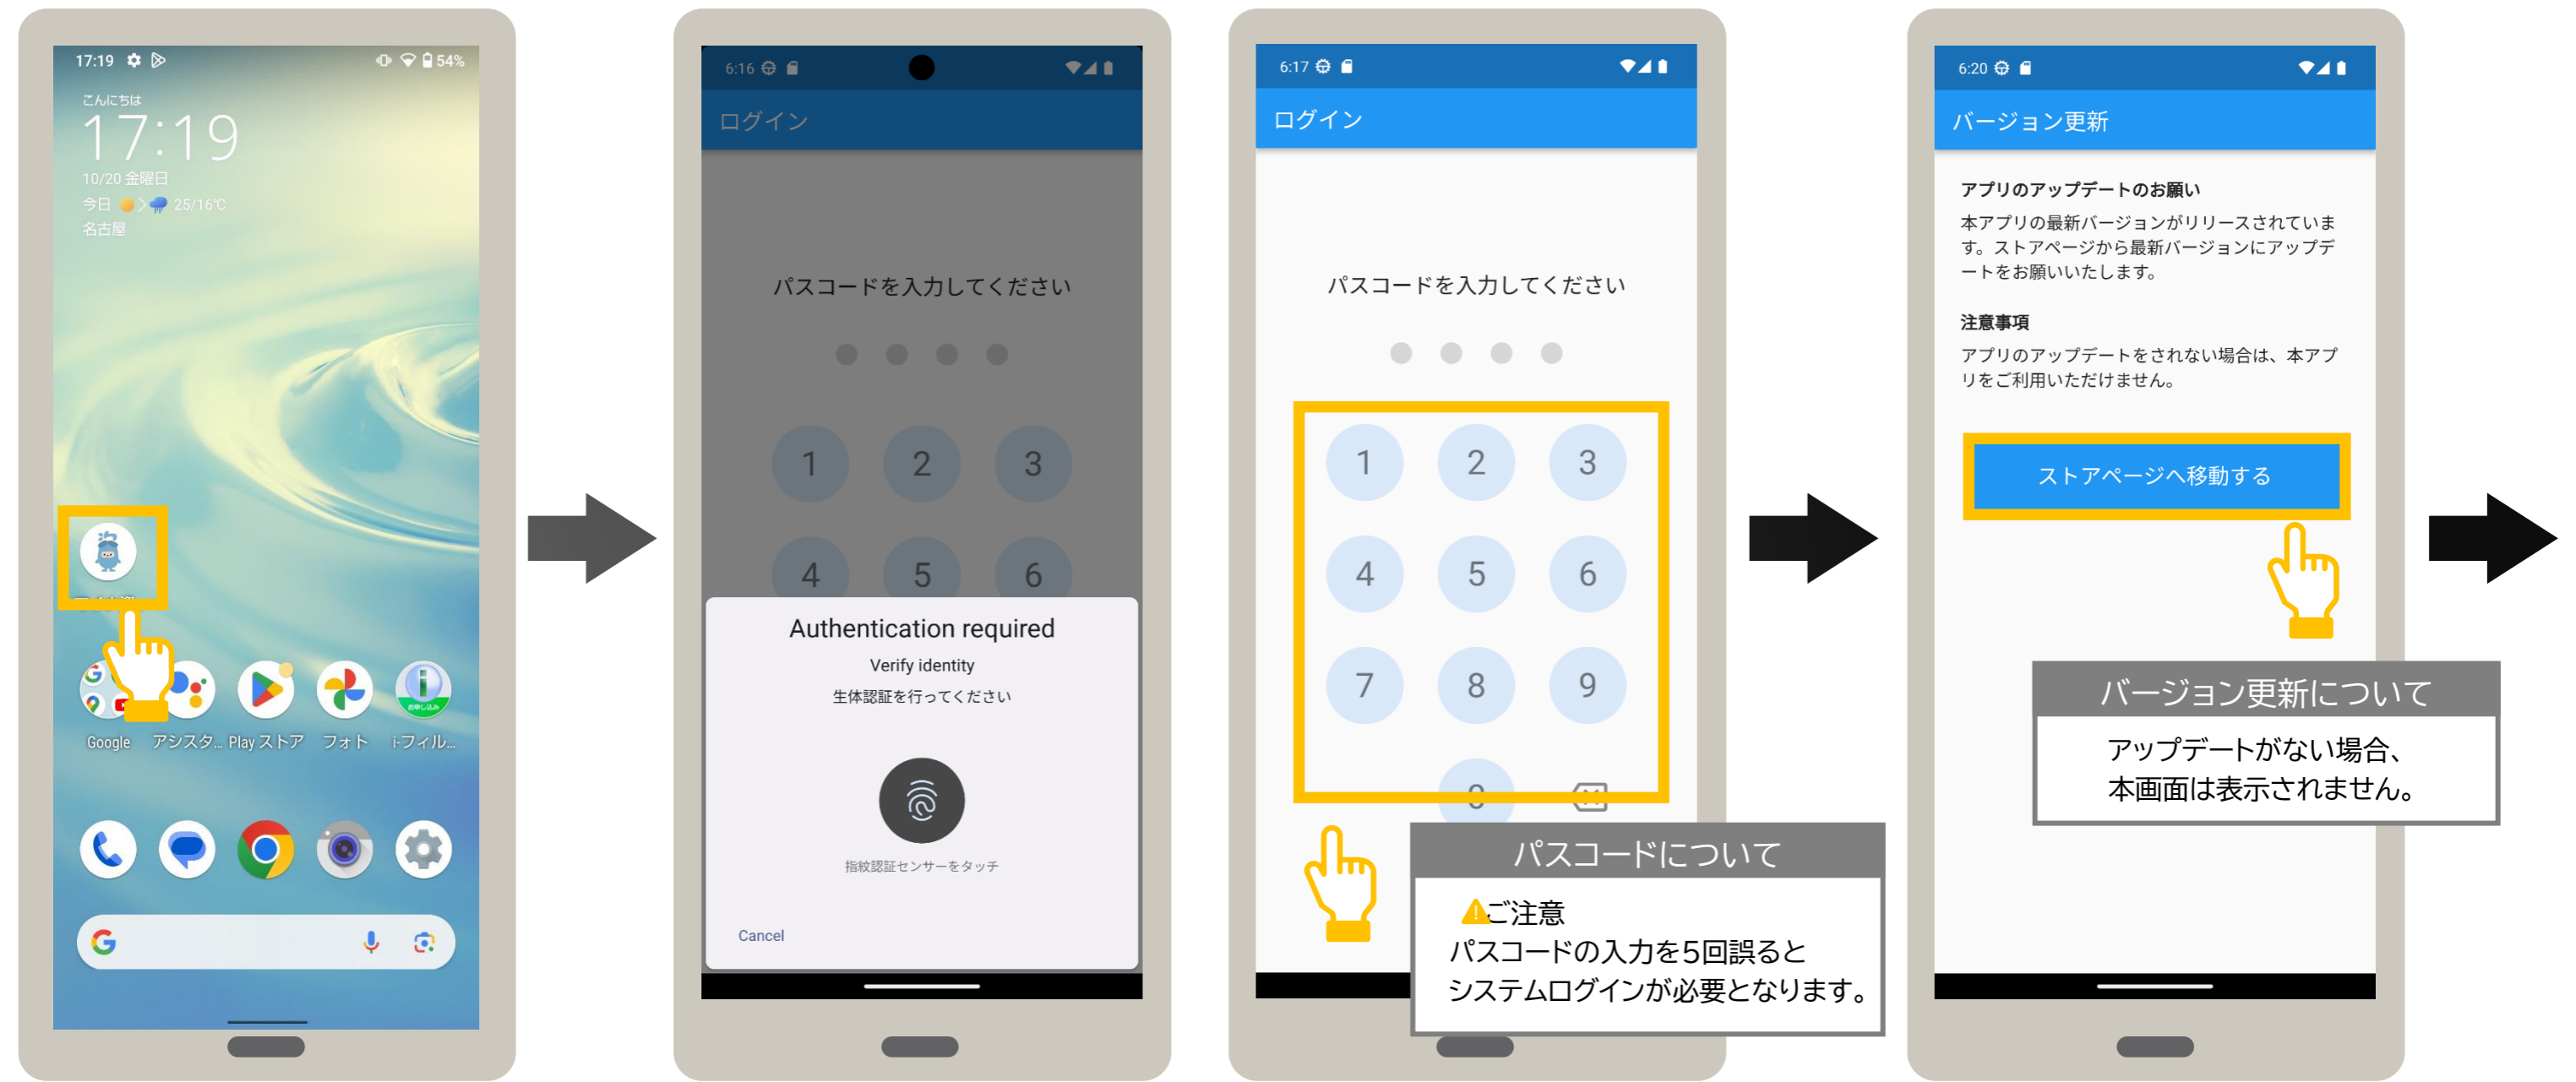 17:19
54%
こんにちは
17:19
10/20 金曜日
今日
25/16℃
名古屋
お申し込み
Google
アシスタ...
Play ストア
フォト
i-フィル...
6:16
ログイン
パスコードを入力してください
1 2 3
4 5 6
Authentication required
Verify identity
生体認証を行ってください
指紋認証センサーをタッチ
Cancel
6:17
ログイン
パスコードを入力してください
1 2 3
4 5 6
7 8 9
0
パスコードについて
ご注意
パスコードの入力を5回誤ると
システムログインが必要となります。
6:20
バージョン更新
アプリのアップデートのお願い
本アプリの最新バージョンがリリースされていま
す。ストアページから最新バージョンにアップデ
ートをお願いいたします。
注意事項
アプリのアップデートをされない場合は、本アプ
リをご利用いただけません。
ストアページへ移動する
バージョン更新について
アップデートがない場合、
本画面は表示されません。